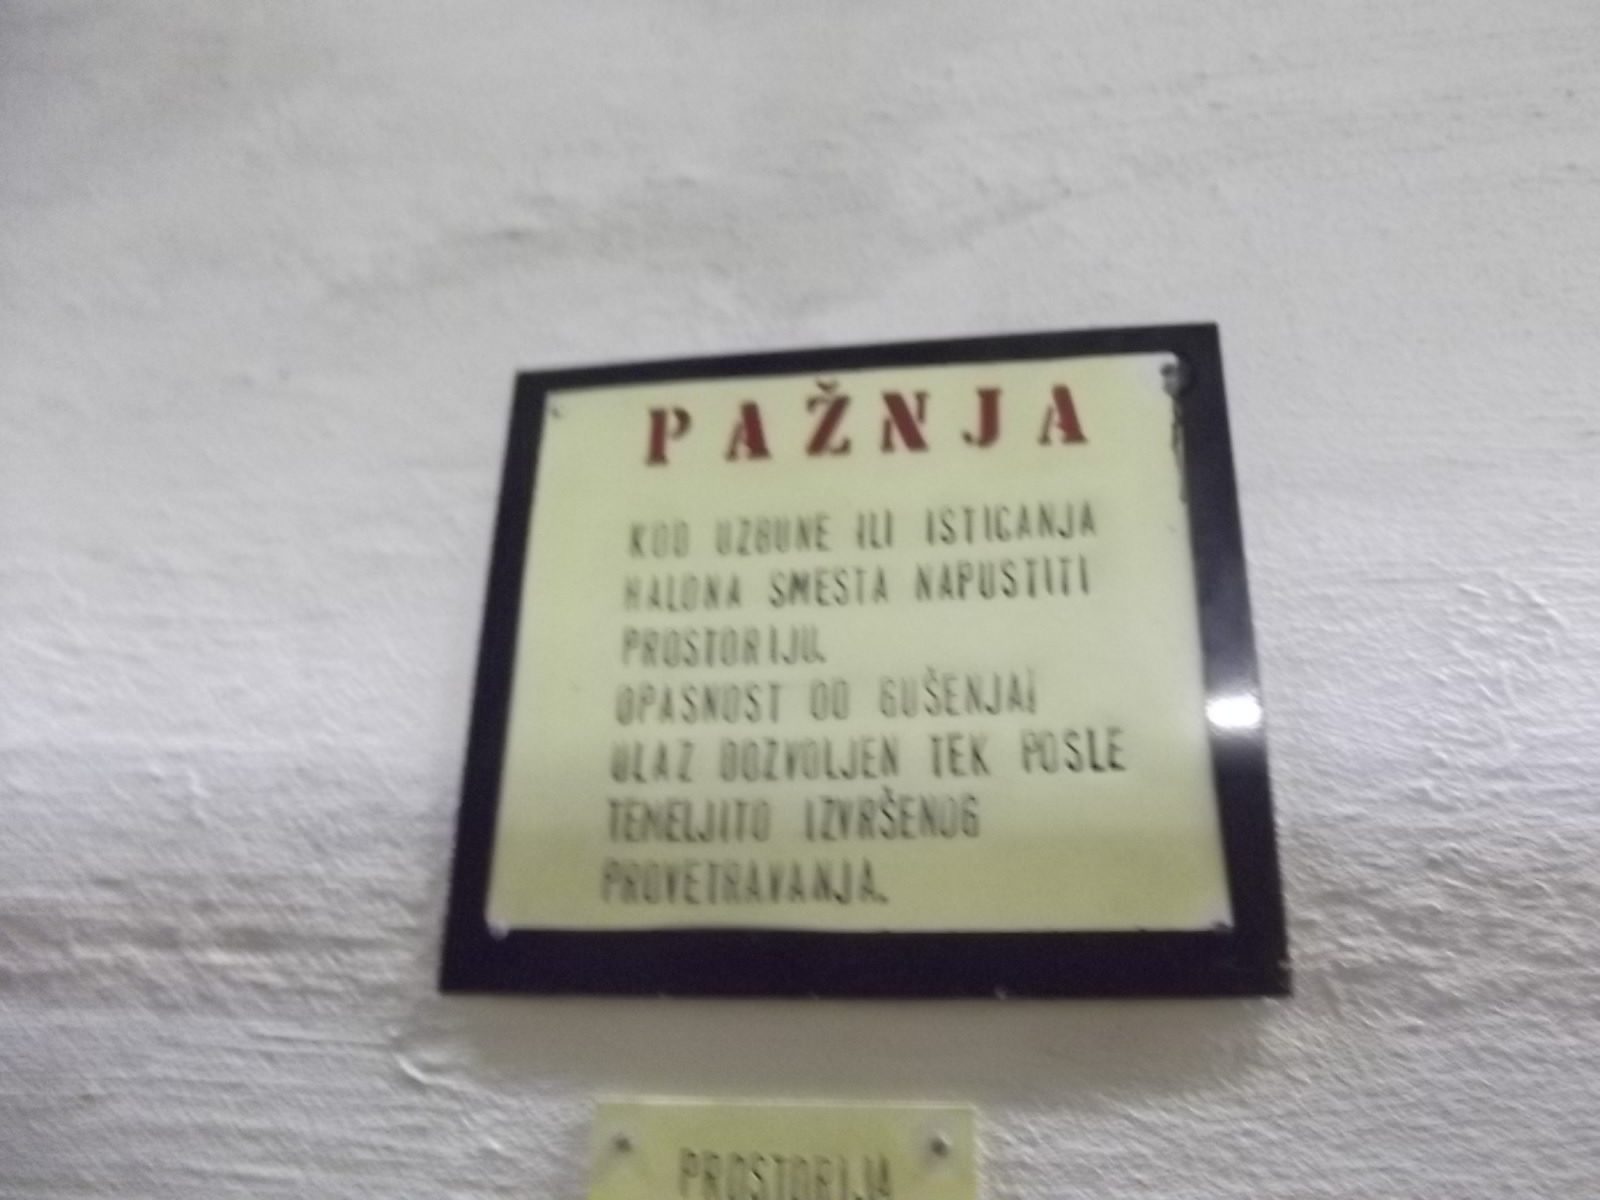 PAŽNJA
KOD UZBUNE ILI ISTICANJA
HALONA SMESTA NAPUSTITI
PROSTORIJU.
OPASNOST OD GUŠENJA!
ULAZ DOZVOLJEN TEK POSLE
TEMELJITO IZVRŠENOG
PROVETRAVANJA.
PROSTORIJA